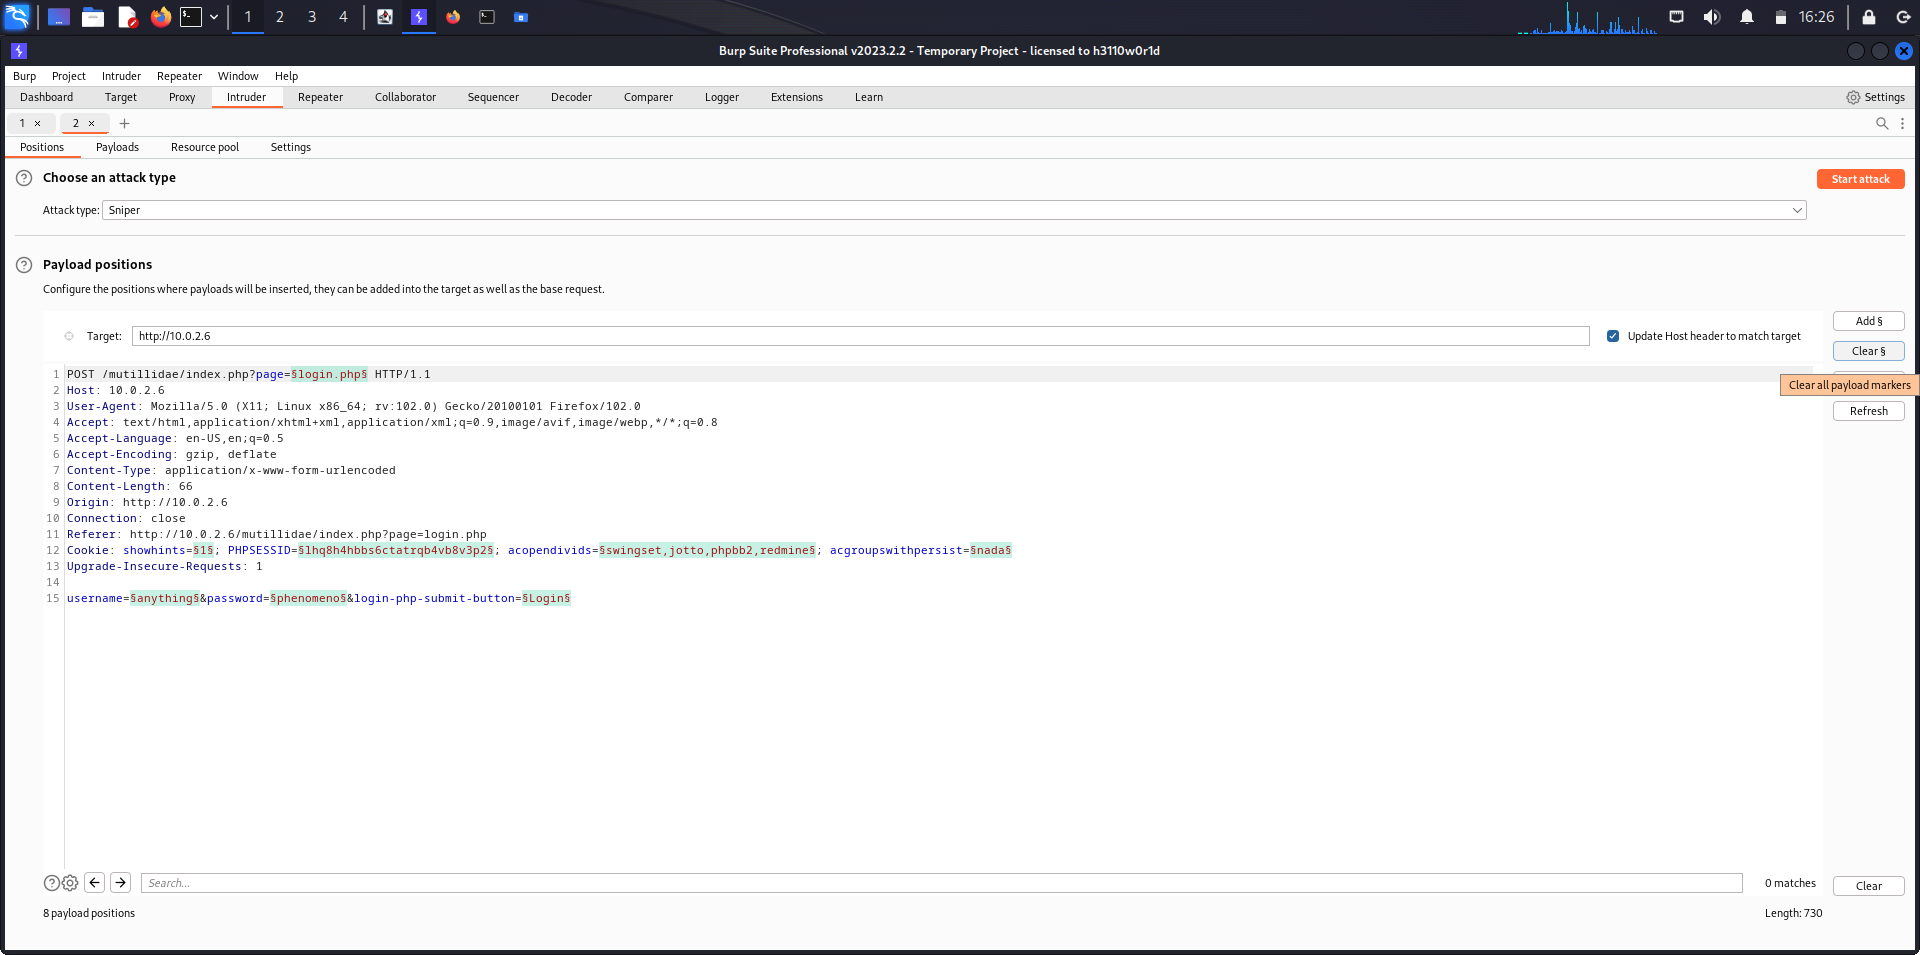 1 2 3 4 16:26
Burp Suite Professional v2023.2.2 - Temporary Project - licensed to h3110w0r1d
Burp Project Intruder Repeater Window Help
Dashboard Target Proxy Intruder Repeater Collaborator Sequencer Decoder Comparer Logger Extensions Learn Settings
1 × 2 × +
Positions Payloads Resource pool Settings
? Choose an attack type
Start attack
Attack type: Sniper
? Payload positions
Configure the positions where payloads will be inserted, they can be added into the target as well as the base request.
Add §
Target: http://10.0.2.6 Update Host header to match target
Clear §
Clear all payload markers
Refresh
1 POST /mutillidae/index.php?page=§login.php§ HTTP/1.1
2 Host: 10.0.2.6
3 User-Agent: Mozilla/5.0 (X11; Linux x86_64; rv:102.0) Gecko/20100101 Firefox/102.0
4 Accept: text/html,application/xhtml+xml,application/xml;q=0.9,image/avif,image/webp,*/*;q=0.8
5 Accept-Language: en-US,en;q=0.5
6 Accept-Encoding: gzip, deflate
7 Content-Type: application/x-www-form-urlencoded
8 Content-Length: 66
9 Origin: http://10.0.2.6
10 Connection: close
11 Referer: http://10.0.2.6/mutillidae/index.php?page=login.php
12 Cookie: showhints=§1§; PHPSESSID=§lhq8h4hbbs6ctatrqb4vb8v3p2§; acopendivids=§swingset,jotto,phpbb2,redmine§; acgroupswithpersist=§nada§
13 Upgrade-Insecure-Requests: 1
14
15 username=§anything§&password=§phenomeno§&login-php-submit-button=§Login§
? Search... 0 matches Clear
8 payload positions Length: 730